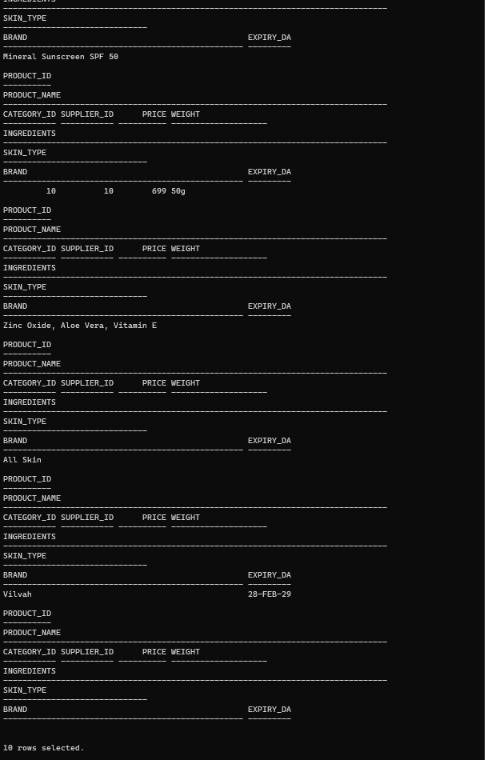 INGREDIENTS
SKIN_TYPE
BRAND EXPIRY_DA
Mineral Sunscreen SPF 50
PRODUCT_ID
PRODUCT_NAME
CATEGORY_ID SUPPLIER_ID PRICE WEIGHT
INGREDIENTS
SKIN_TYPE
BRAND EXPIRY_DA
10 10 699 50g
PRODUCT_ID
PRODUCT_NAME
CATEGORY_ID SUPPLIER_ID PRICE WEIGHT
INGREDIENTS
SKIN_TYPE
BRAND EXPIRY_DA
Zinc Oxide, Aloe Vera, Vitamin E
PRODUCT_ID
PRODUCT_NAME
CATEGORY_ID SUPPLIER_ID PRICE WEIGHT
INGREDIENTS
SKIN_TYPE
BRAND EXPIRY_DA
All Skin
PRODUCT_ID
PRODUCT_NAME
CATEGORY_ID SUPPLIER_ID PRICE WEIGHT
INGREDIENTS
SKIN_TYPE
BRAND EXPIRY_DA
Vilvah 28-FEB-29
PRODUCT_ID
PRODUCT_NAME
CATEGORY_ID SUPPLIER_ID PRICE WEIGHT
INGREDIENTS
SKIN_TYPE
BRAND EXPIRY_DA
10 rows selected.